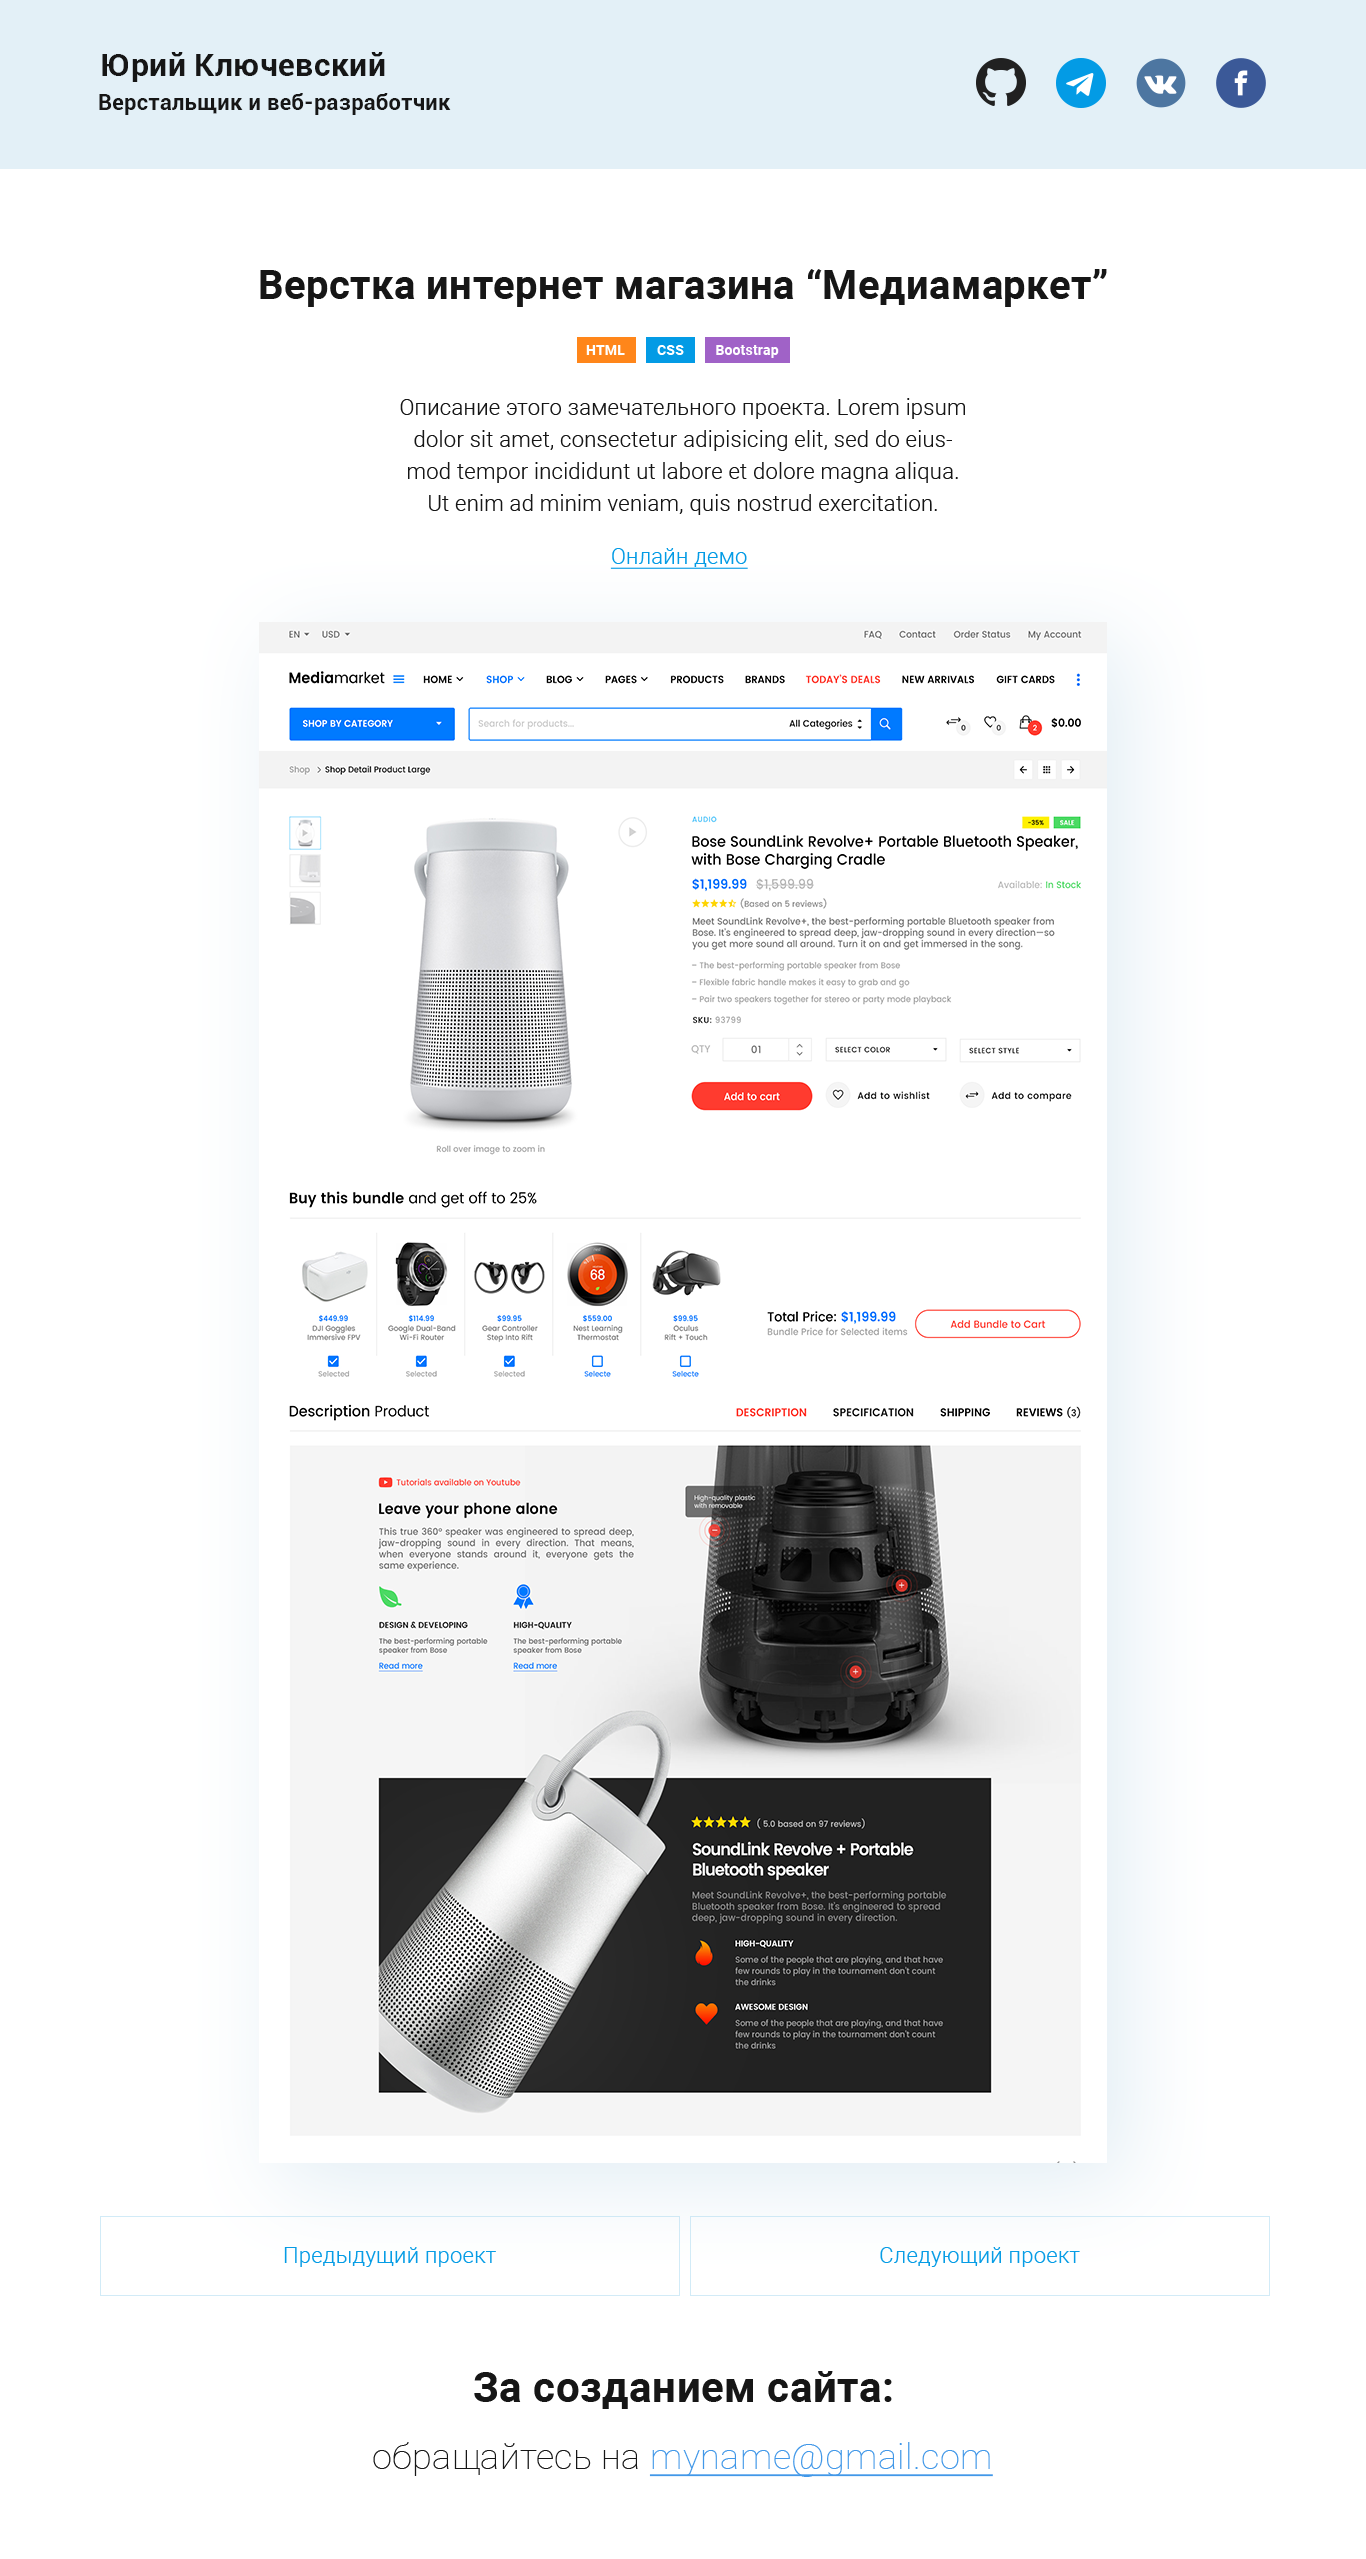 Юрий Ключевский
Верстальщик и веб-разработчик
Верстка интернет магазина “Медиамаркет”
HTML CSS Bootstrap
Описание этого замечательного проекта. Lorem ipsum
dolor sit amet, consectetur adipisicing elit, sed do eius-
mod tempor incididunt ut labore et dolore magna aliqua.
Ut enim ad minim veniam, quis nostrud exercitation.
Онлайн демо
EN USD FAQ Contact Order Status My Account
Mediamarket HOME SHOP BLOG PAGES PRODUCTS BRANDS TODAY'S DEALS NEW ARRIVALS GIFT CARDS
SHOP BY CATEGORY Search for products... All Categories 0 0 2 $0.00
Shop > Shop Detail Product Large
AUDIO -35% SALE
Bose SoundLink Revolve+ Portable Bluetooth Speaker,
with Bose Charging Cradle
$1,199.99 $1,599.99 Available: In Stock
(Based on 5 reviews)
Meet SoundLink Revolve+, the best-performing portable Bluetooth speaker from
Bose. It's engineered to spread deep, jaw-dropping sound in every direction—so
you get more sound all around. Turn it on and get immersed in the song.
– The best-performing portable speaker from Bose
– Flexible fabric handle makes it easy to grab and go
– Pair two speakers together for stereo or party mode playback
SKU: 93799
QTY 01 SELECT COLOR SELECT STYLE
Add to cart Add to wishlist Add to compare
Roll over image to zoom in
Buy this bundle and get off to 25%
68
$449.99 $114.99 $99.95 $559.00 $99.95
DJI Goggles Google Dual-Band Gear Controller Nest Learning Oculus
Immersive FPV Wi-Fi Router Step Into Rift Thermostat Rift + Touch
Selected Selected Selected Selecte Selecte
Total Price: $1,199.99
Bundle Price for Selected items
Add Bundle to Cart
Description Product DESCRIPTION SPECIFICATION SHIPPING REVIEWS (3)
Tutorials available on Youtube
Leave your phone alone
This true 360° speaker was engineered to spread deep,
jaw-dropping sound in every direction. That means,
when everyone stands around it, everyone gets the
same experience.
High-quality plastic
with removable
DESIGN & DEVELOPING HIGH-QUALITY
The best-performing portable The best-performing portable
speaker from Bose speaker from Bose
Read more Read more
( 5.0 based on 97 reviews)
SoundLink Revolve + Portable
Bluetooth speaker
Meet SoundLink Revolve+, the best-performing portable
Bluetooth speaker from Bose. It's engineered to spread
deep, jaw-dropping sound in every direction.
HIGH-QUALITY
Some of the people that are playing, and that have
few rounds to play in the tournament don't count
the drinks
AWESOME DESIGN
Some of the people that are playing, and that have
few rounds to play in the tournament don't count
the drinks
Предыдущий проект Следующий проект
За созданием сайта:
обращайтесь на myname@gmail.com